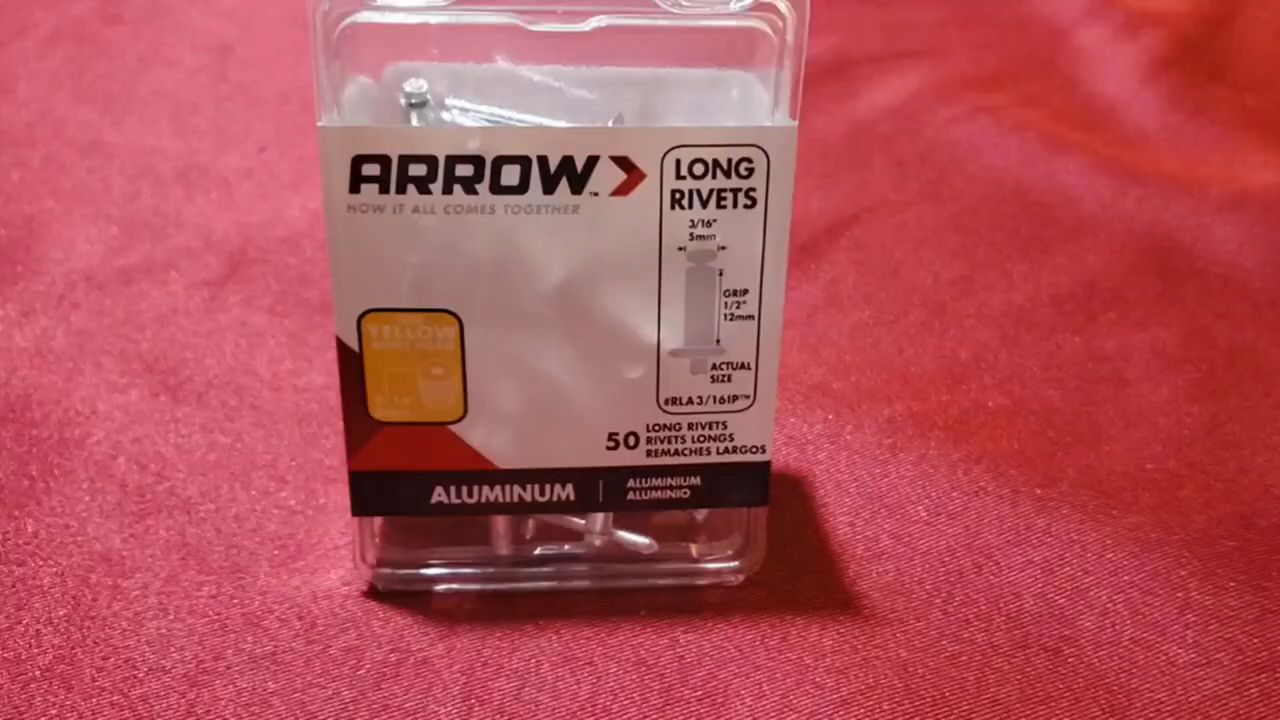 ARROW™
HOW IT ALL COMES TOGETHER
LONG
RIVETS
3/16"
5mm
GRIP
1/2"
12mm
ACTUAL
SIZE
#RLA3/16IP™
YELLOW
50 LONG RIVETS
RIVETS LONGS
REMACHES LARGOS
ALUMINUM | ALUMINIUM
ALUMINIO